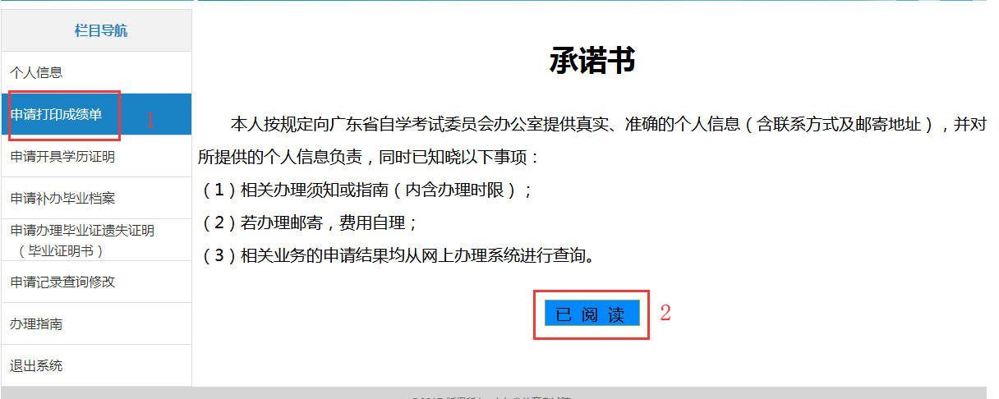 栏目导航
个人信息
申请打印成绩单
1
申请开具学历证明
申请补办毕业档案
申请办理毕业证遗失证明
（毕业证明书）
申请记录查询修改
办理指南
退出系统
承诺书
本人按规定向广东省自学考试委员会办公室提供真实、准确的个人信息（含联系方式及邮寄地址），并对
所提供的个人信息负责，同时已知晓以下事项：
（1）相关办理须知或指南（内含办理时限）；
（2）若办理邮寄，费用自理；
（3）相关业务的申请结果均从网上办理系统进行查询。
已 阅 读
2